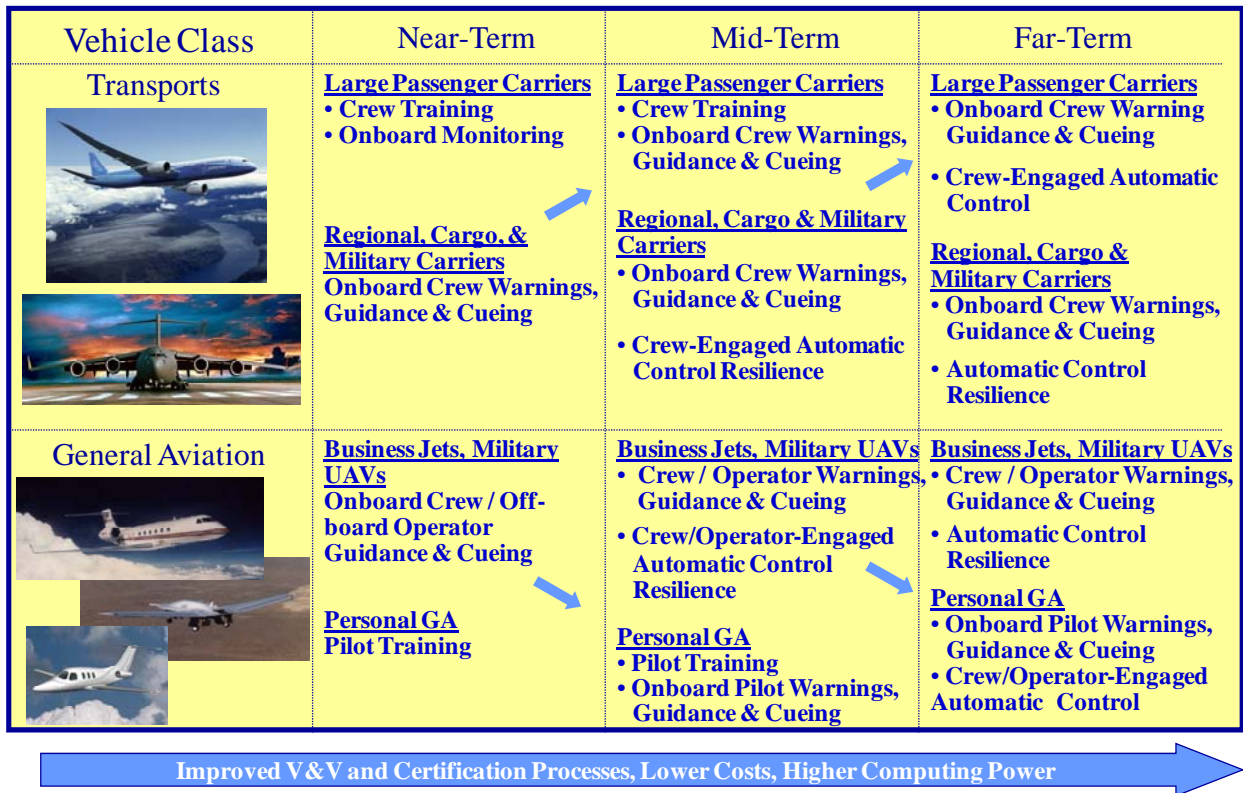 Vehicle Class
Near-Term
Mid-Term
Far-Term
Transports
Large Passenger Carriers
• Crew Training
• Onboard Monitoring
Regional, Cargo, &
Military Carriers
Onboard Crew Warnings,
Guidance & Cueing
Large Passenger Carriers
• Crew Training
• Onboard Crew Warnings,
Guidance & Cueing
Regional, Cargo & Military
Carriers
• Onboard Crew Warnings,
Guidance & Cueing
• Crew-Engaged Automatic
Control Resilience
Large Passenger Carriers
• Onboard Crew Warning
Guidance & Cueing
• Crew-Engaged Automatic
Control
Regional, Cargo &
Military Carriers
• Onboard Crew Warnings,
Guidance & Cueing
• Automatic Control
Resilience
General Aviation
Business Jets, Military
UAVs
Onboard Crew / Off-
board Operator
Guidance & Cueing
Personal GA
Pilot Training
Business Jets, Military UAVs
• Crew / Operator Warnings,
Guidance & Cueing
• Crew/Operator-Engaged
Automatic Control
Resilience
Personal GA
• Pilot Training
• Onboard Pilot Warnings,
Guidance & Cueing
Business Jets, Military UAVs
• Crew / Operator Warnings,
Guidance & Cueing
• Automatic Control
Resilience
Personal GA
• Onboard Pilot Warnings,
Guidance & Cueing
• Crew/Operator-Engaged
Automatic Control
Improved V&V and Certification Processes, Lower Costs, Higher Computing Power